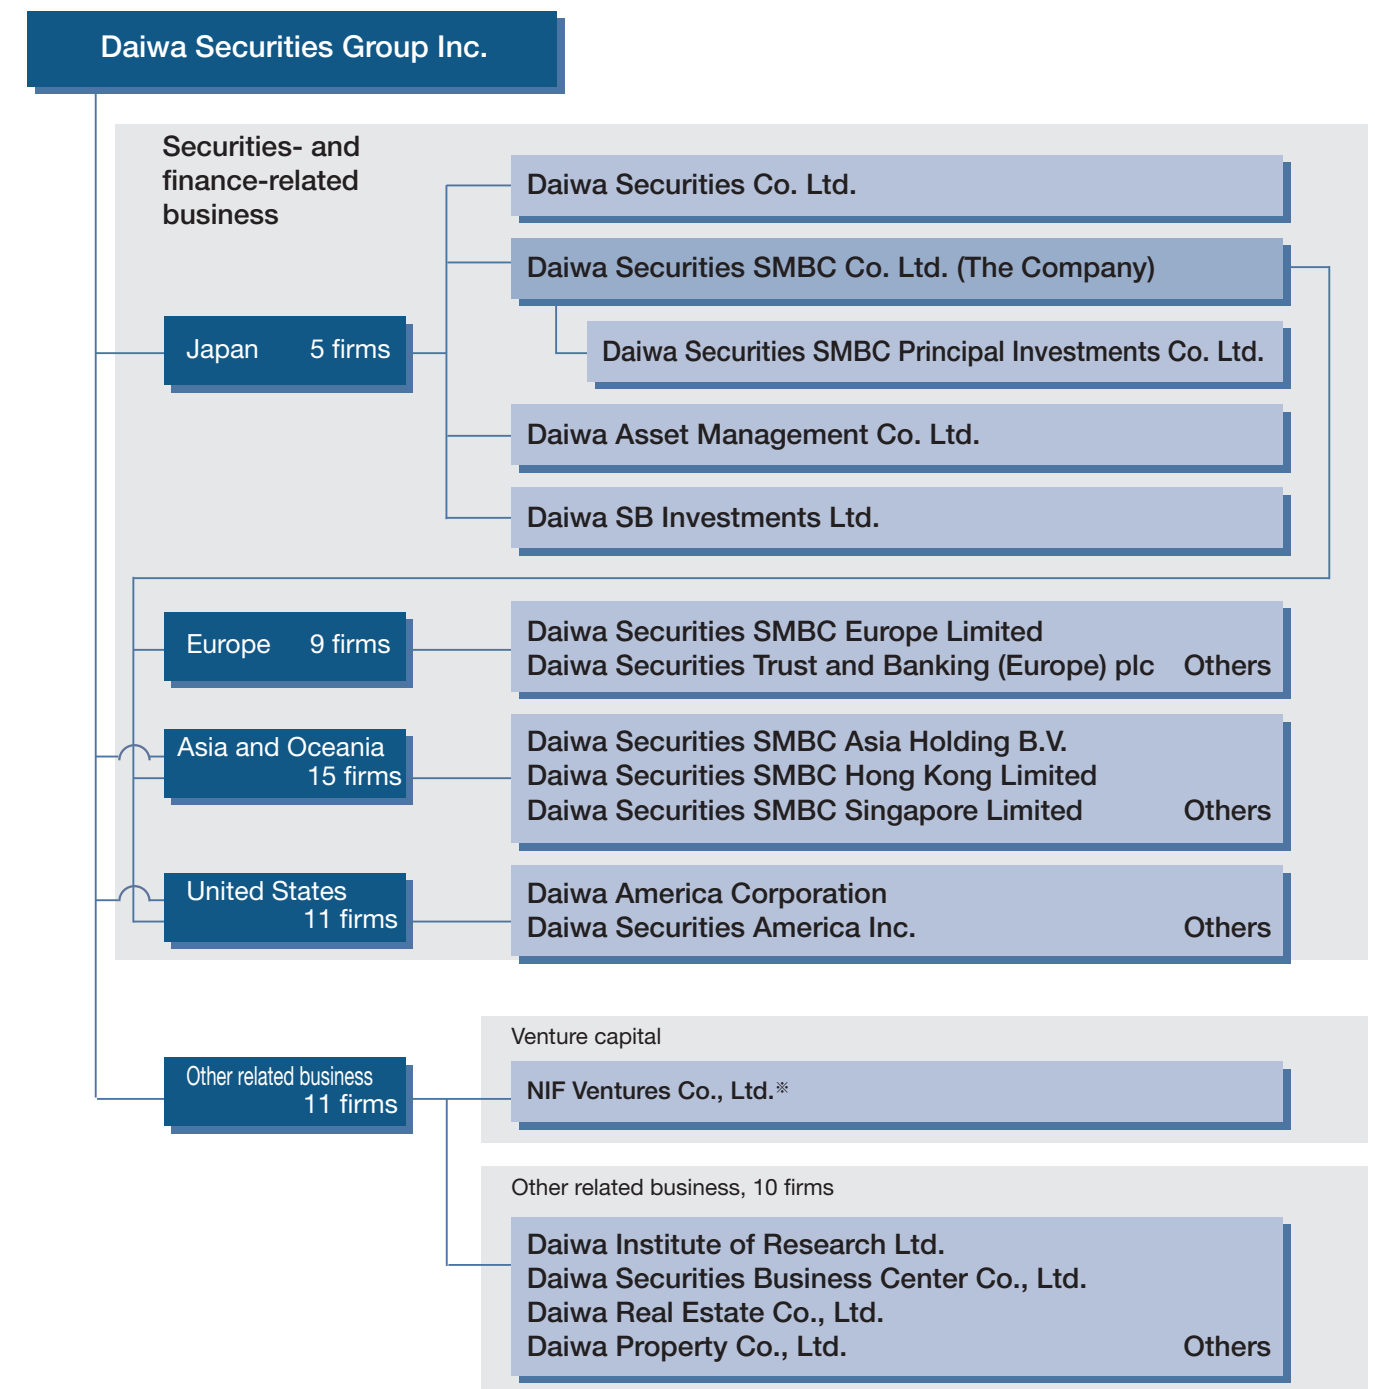 Daiwa Securities Group Inc.
Securities- and
finance-related
business
Japan 5 firms
Daiwa Securities Co. Ltd.
Daiwa Securities SMBC Co. Ltd. (The Company)
Daiwa Securities SMBC Principal Investments Co. Ltd.
Daiwa Asset Management Co. Ltd.
Daiwa SB Investments Ltd.
Europe 9 firms
Daiwa Securities SMBC Europe Limited
Daiwa Securities Trust and Banking (Europe) plc Others
Asia and Oceania
15 firms
Daiwa Securities SMBC Asia Holding B.V.
Daiwa Securities SMBC Hong Kong Limited
Daiwa Securities SMBC Singapore Limited Others
United States
11 firms
Daiwa America Corporation
Daiwa Securities America Inc. Others
Other related business
11 firms
Venture capital
NIF Ventures Co., Ltd.※
Other related business, 10 firms
Daiwa Institute of Research Ltd.
Daiwa Securities Business Center Co., Ltd.
Daiwa Real Estate Co., Ltd.
Daiwa Property Co., Ltd. Others